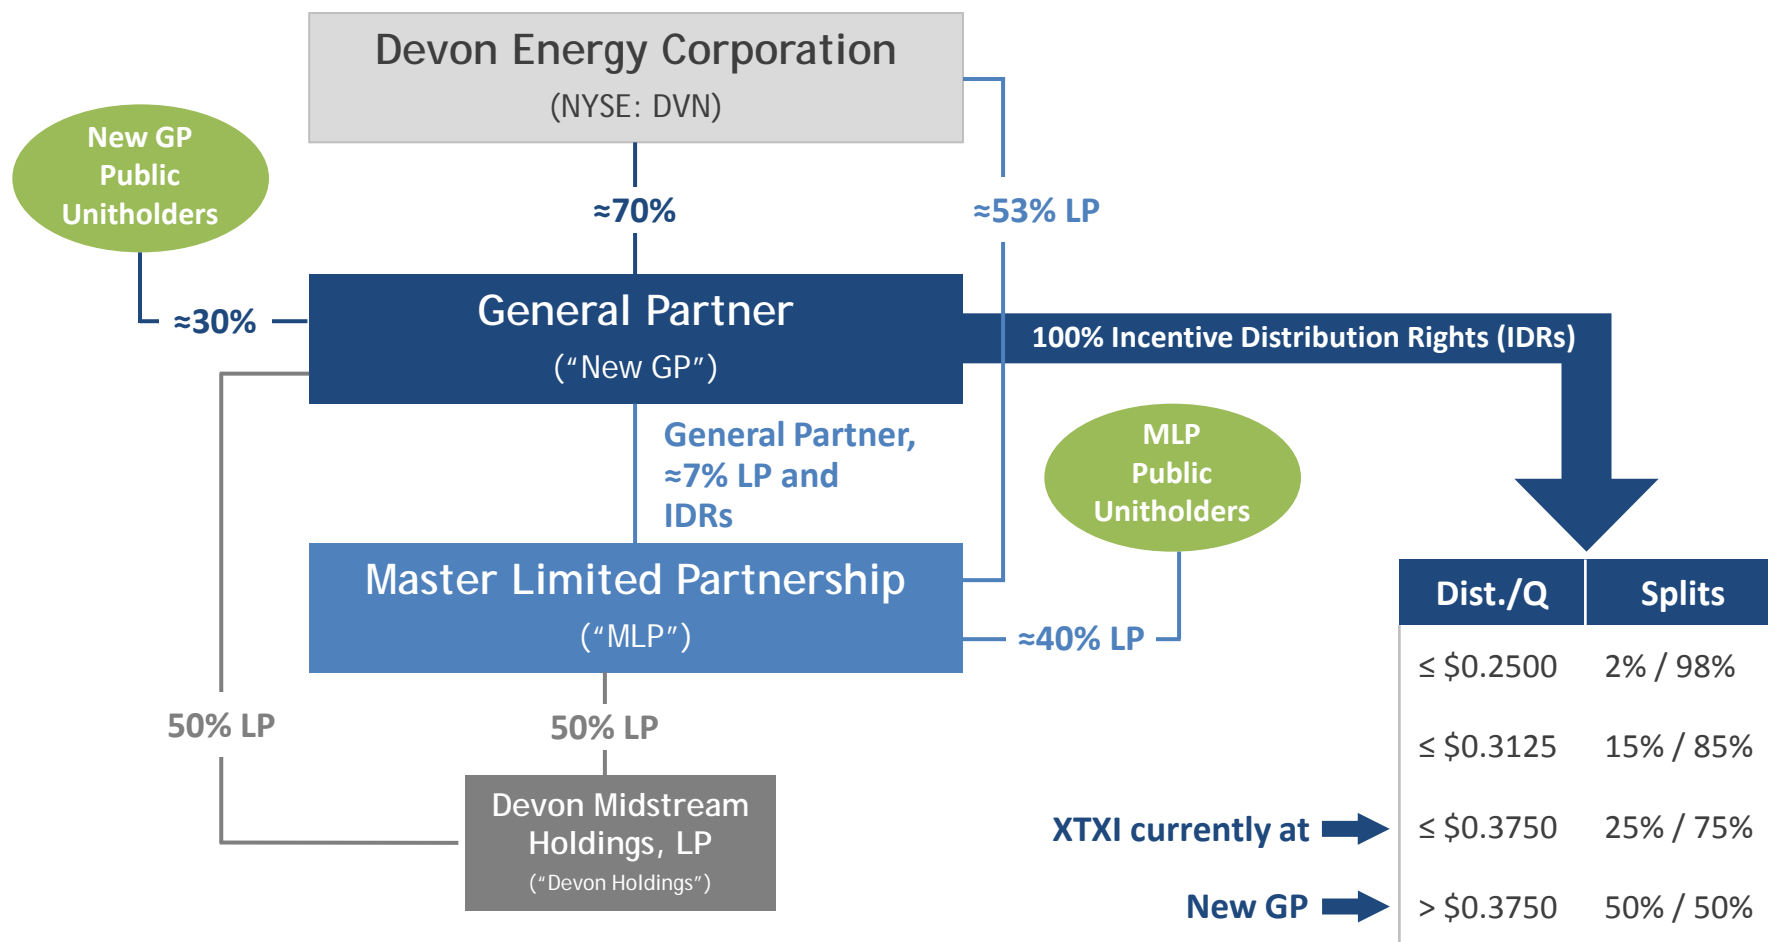 Devon Energy Corporation
(NYSE: DVN)
New GP
Public
Unitholders
≈70%
≈53% LP
≈30%
General Partner
("New GP")
100% Incentive Distribution Rights (IDRs)
General Partner,
≈7% LP and
IDRs
MLP
Public
Unitholders
Master Limited Partnership
("MLP")
≈40% LP
50% LP
50% LP
Devon Midstream
Holdings, LP
("Devon Holdings")
Dist./Q Splits
≤ $0.2500 2% / 98%
≤ $0.3125 15% / 85%
XTXI currently at ≤ $0.3750 25% / 75%
New GP > $0.3750 50% / 50%